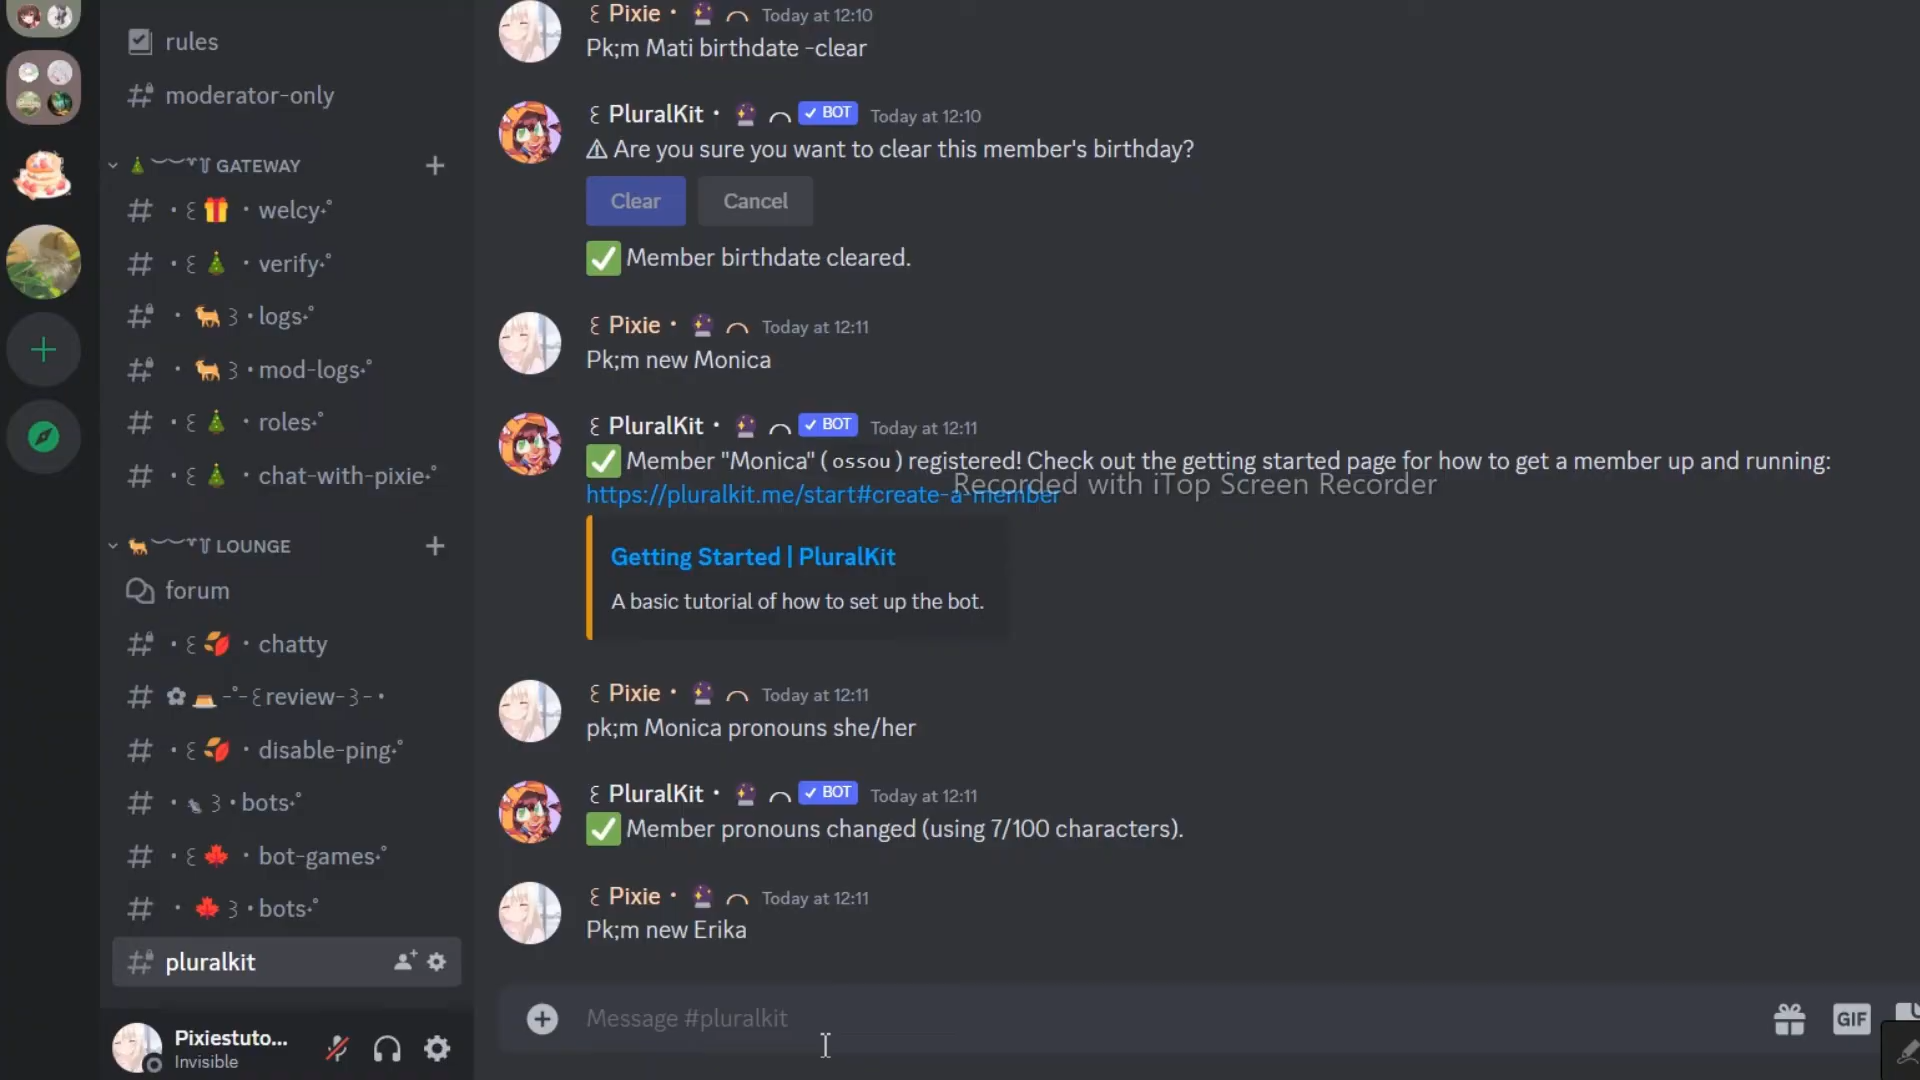 rules
moderator-only
GATEWAY
welcy
verify
logs
mod-logs
roles
chat-with-pixie
LOUNGE
forum
chatty
review
disable-ping
bots
bot-games
bots
pluralkit
Pixiestuto...
Invisible
Pixie Today at 12:10
Pk;m Mati birthdate -clear
PluralKit BOT Today at 12:10
Are you sure you want to clear this member's birthday?
Clear Cancel
Member birthdate cleared.
Pixie Today at 12:11
Pk;m new Monica
PluralKit BOT Today at 12:11
Member "Monica" (ossou) registered! Check out the getting started page for how to get a member up and running:
https://pluralkit.me/start#create-a-member
Recorded with iTop Screen Recorder
Getting Started | PluralKit
A basic tutorial of how to set up the bot.
Pixie Today at 12:11
pk;m Monica pronouns she/her
PluralKit BOT Today at 12:11
Member pronouns changed (using 7/100 characters).
Pixie Today at 12:11
Pk;m new Erika
Message #pluralkit
GIF